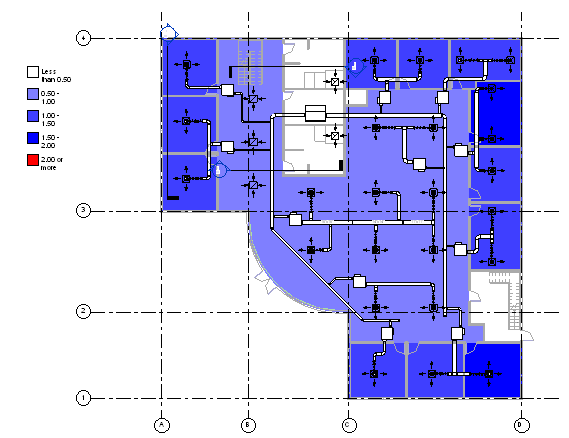 4
Less
than 0.50
0.50 -
1.00
1.00 -
1.50
1.50 -
2.00
2.00 or
more
3
2
1
A
B
C
D